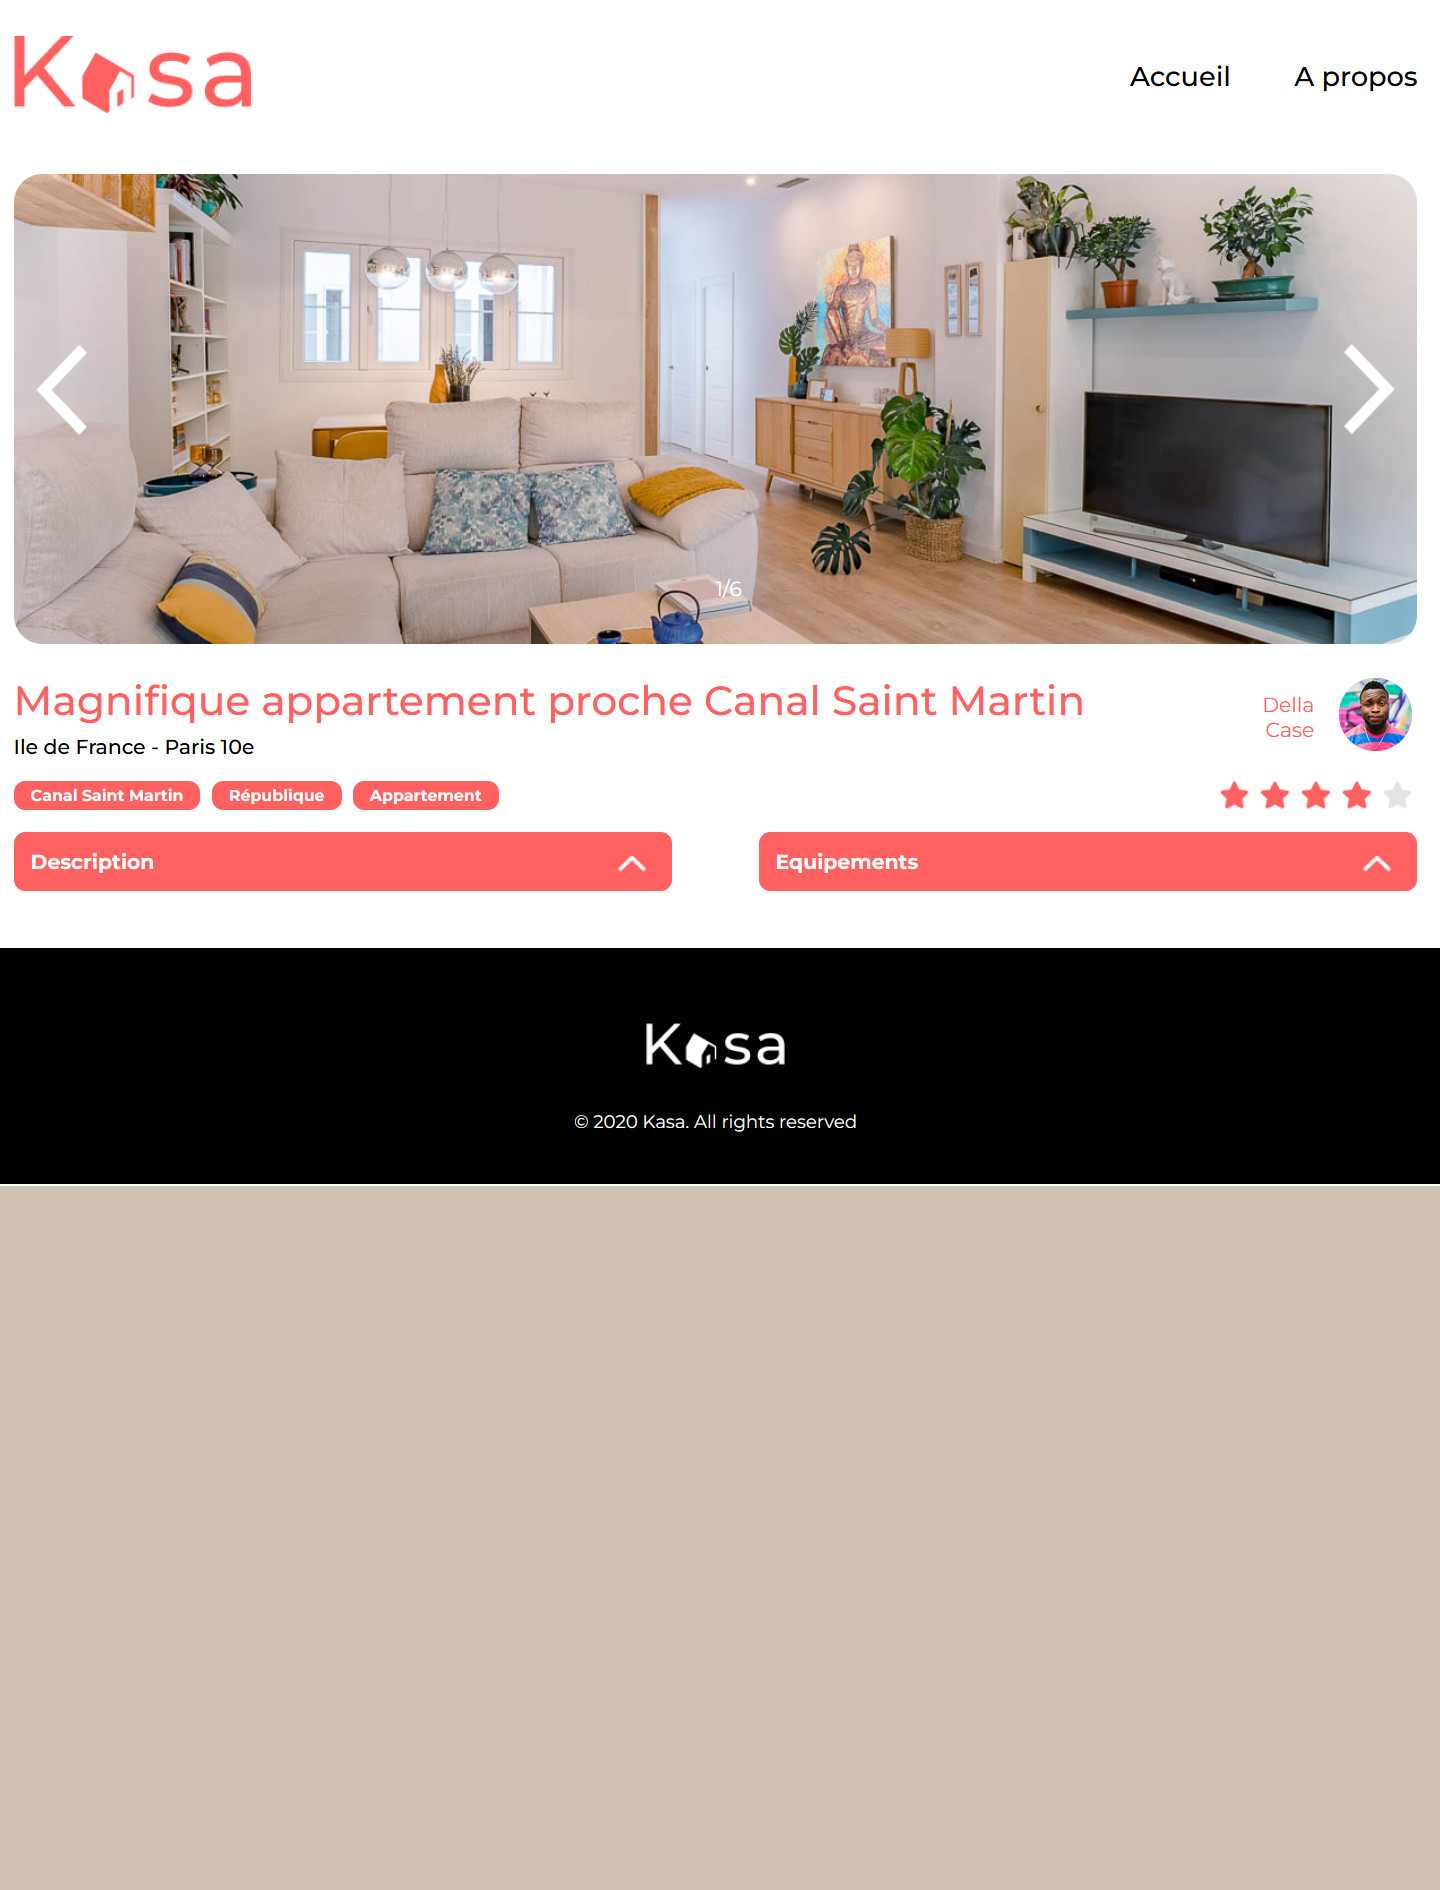 Kasa
Accueil
A propos
1/6
Magnifique appartement proche Canal Saint Martin
Della
Case
Ile de France - Paris 10e
Canal Saint Martin
République
Appartement
Description
Equipements
Kasa
© 2020 Kasa. All rights reserved